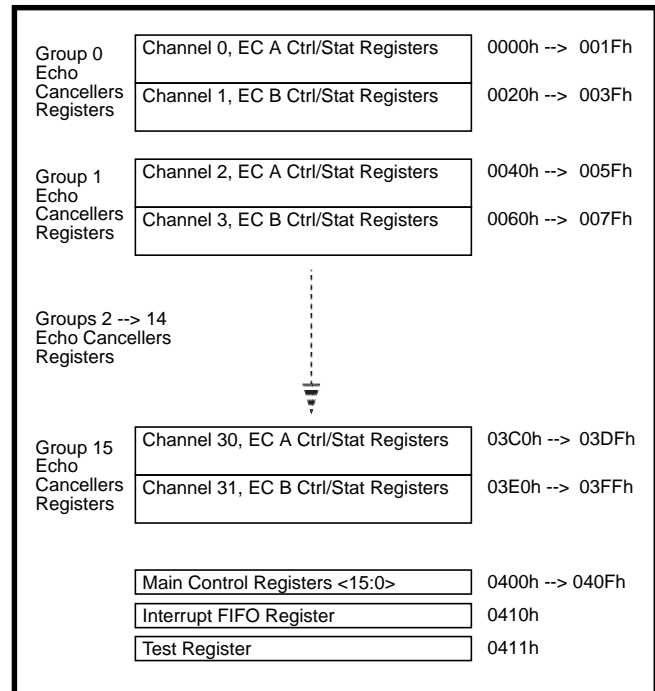 Group 0
Echo
Cancellers
Registers
Channel 0, EC A Ctrl/Stat Registers
0000h --> 001Fh
Channel 1, EC B Ctrl/Stat Registers
0020h --> 003Fh
Group 1
Echo
Cancellers
Registers
Channel 2, EC A Ctrl/Stat Registers
0040h --> 005Fh
Channel 3, EC B Ctrl/Stat Registers
0060h --> 007Fh
Groups 2 --> 14
Echo Cancellers
Registers
Group 15
Echo
Cancellers
Registers
Channel 30, EC A Ctrl/Stat Registers
03C0h --> 03DFh
Channel 31, EC B Ctrl/Stat Registers
03E0h --> 03FFh
Main Control Registers <15:0>
0400h --> 040Fh
Interrupt FIFO Register
0410h
Test Register
0411h